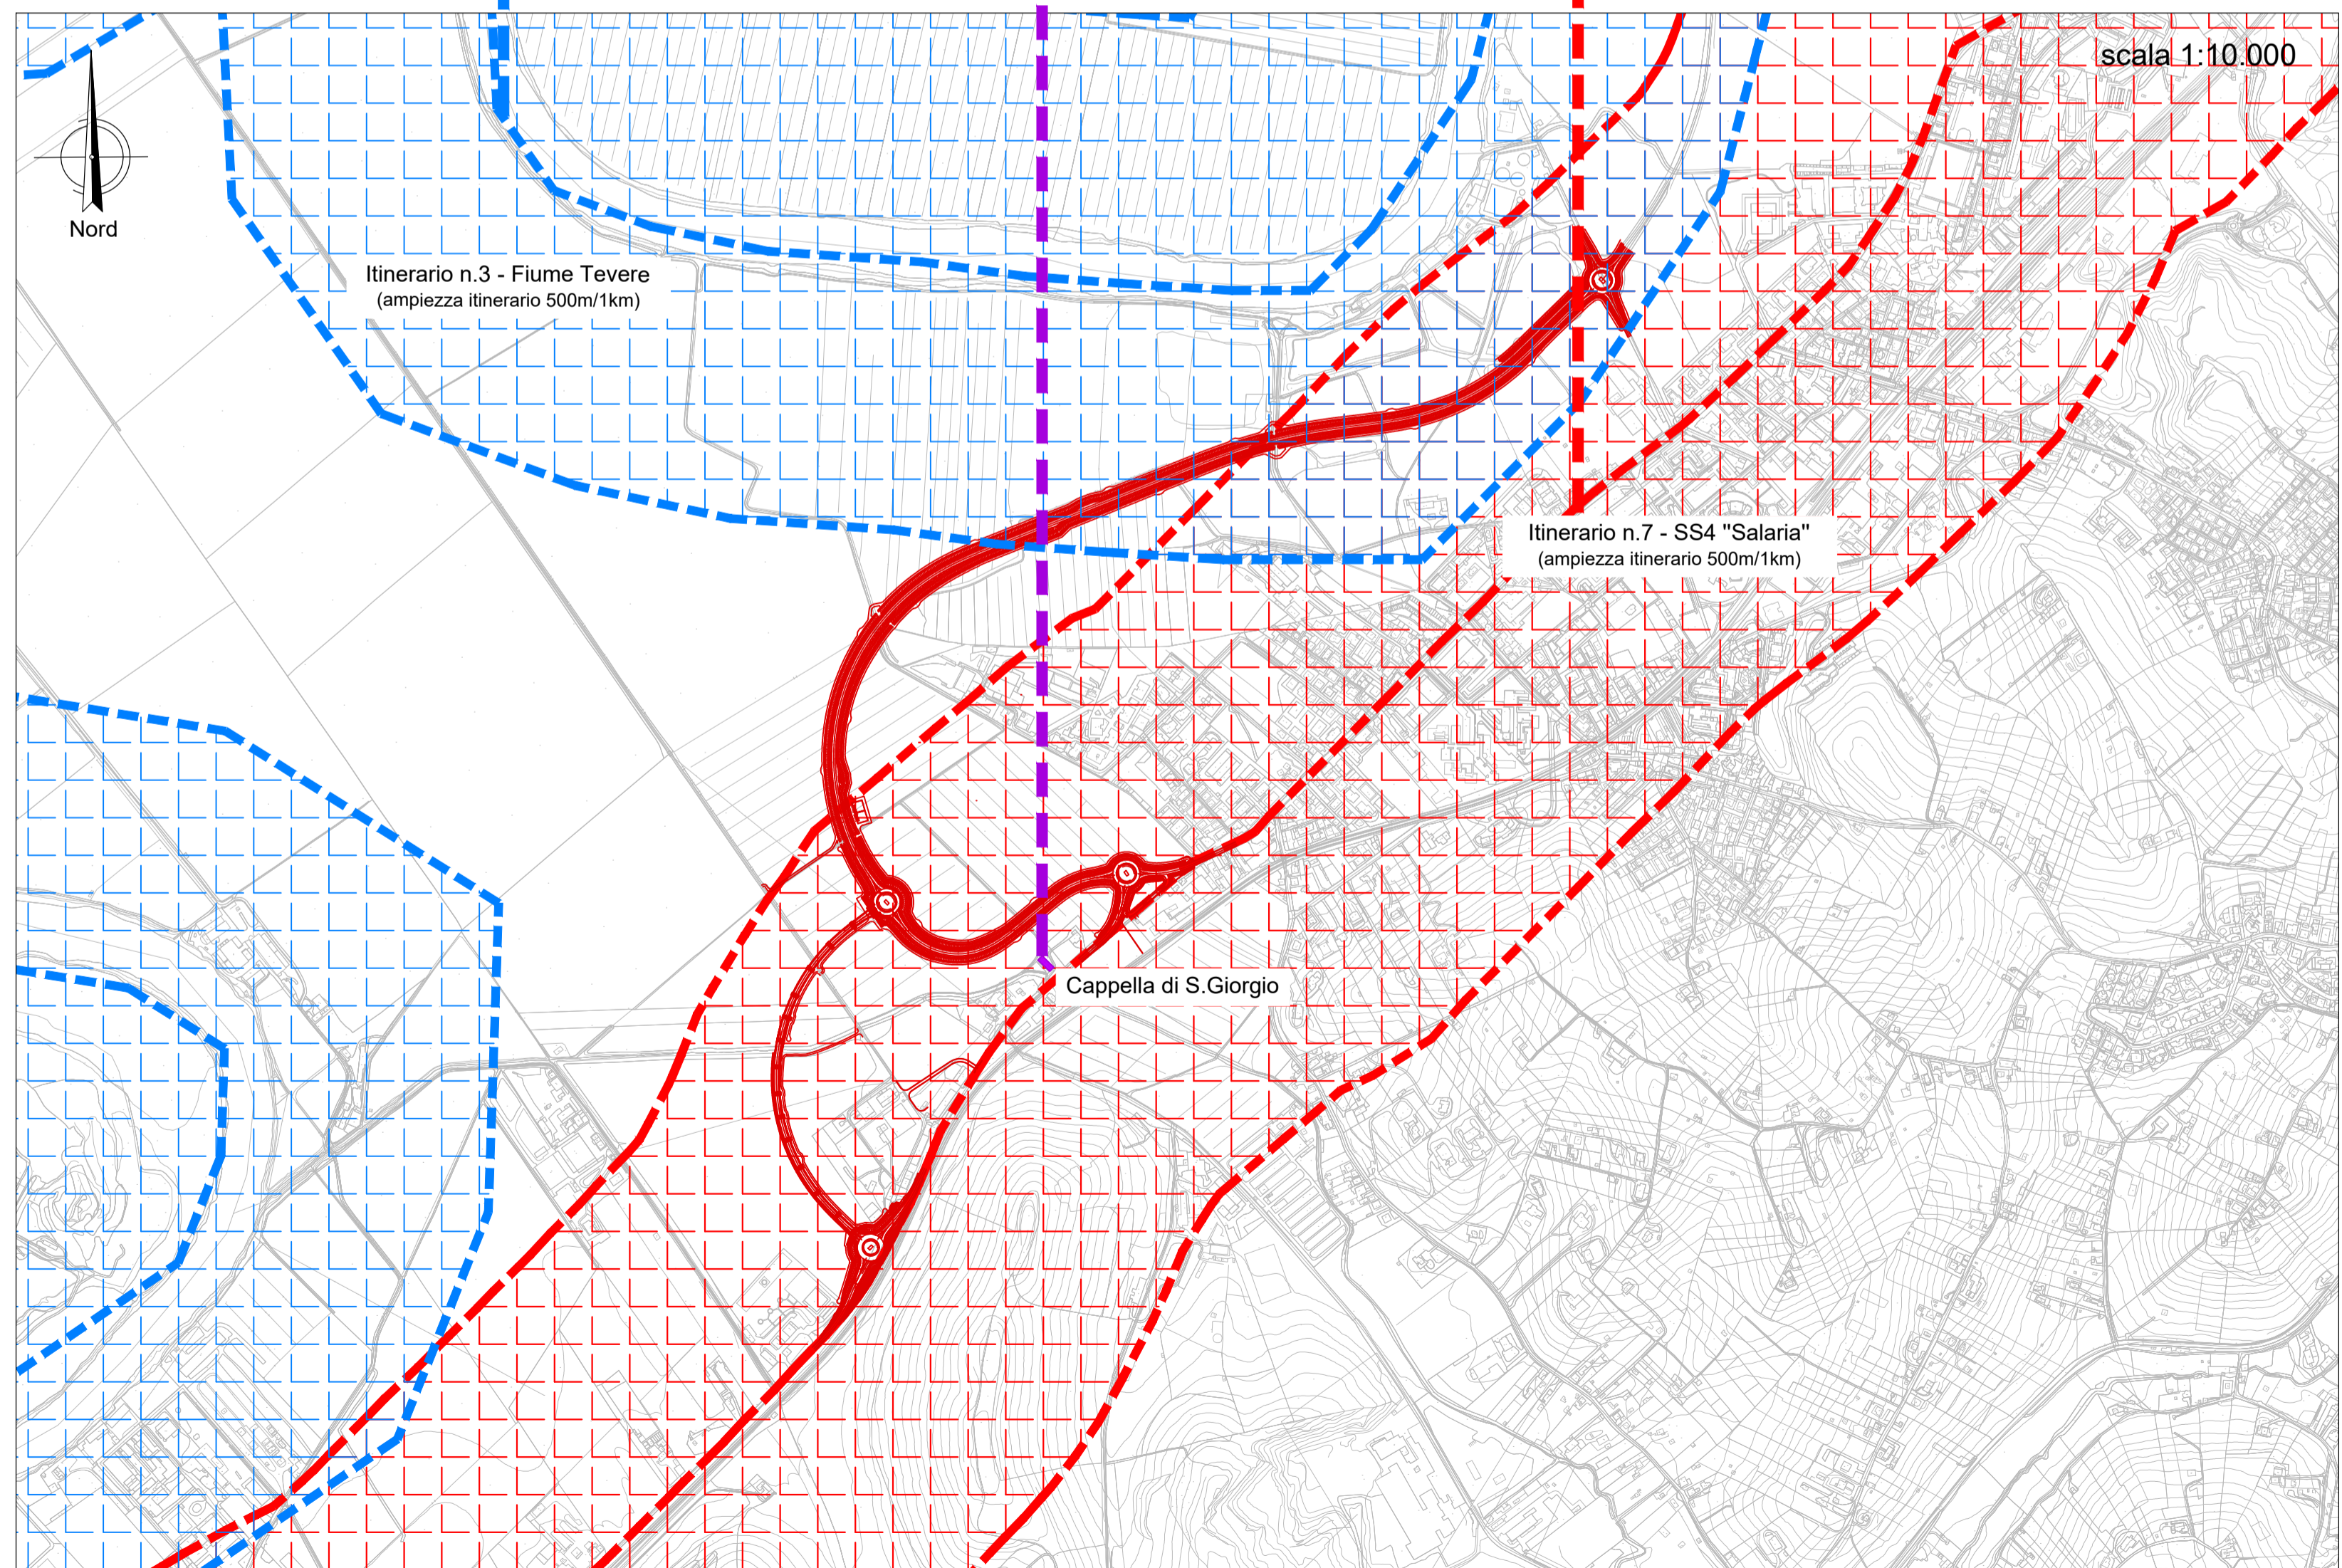 scala 1:10.000
Nord
Itinerario n.3 - Fiume Tevere
(ampiezza itinerario 500m/1km)
Itinerario n.7 - SS4 "Salaria"
(ampiezza itinerario 500m/1km)
Cappella di S.Giorgio